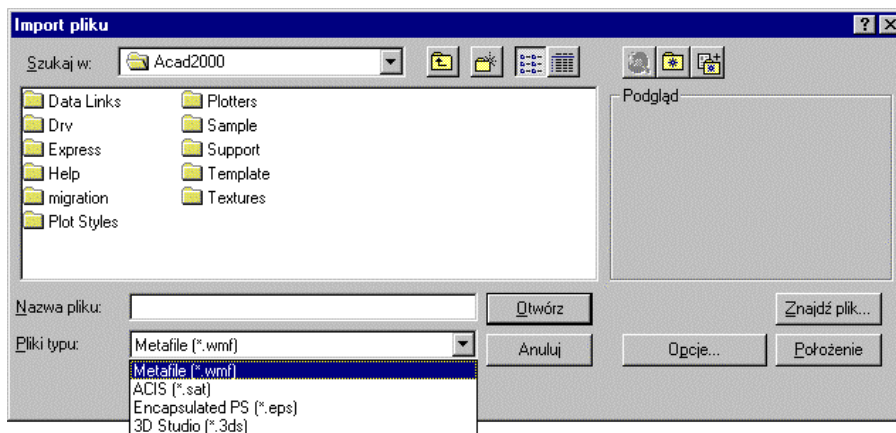 Import pliku
Szukaj w: Acad2000
Data Links
Drv
Express
Help
migration
Plot Styles
Plotters
Sample
Support
Template
Textures
Podgląd
Nazwa pliku: Otwórz Znajdź plik...
Pliki typu: Metafile (*.wmf) Anuluj Opcje... Położenie
Metafile (*.wmf)
ACIS (*.sat)
Encapsulated PS (*.eps)
3D Studio (*.3ds)